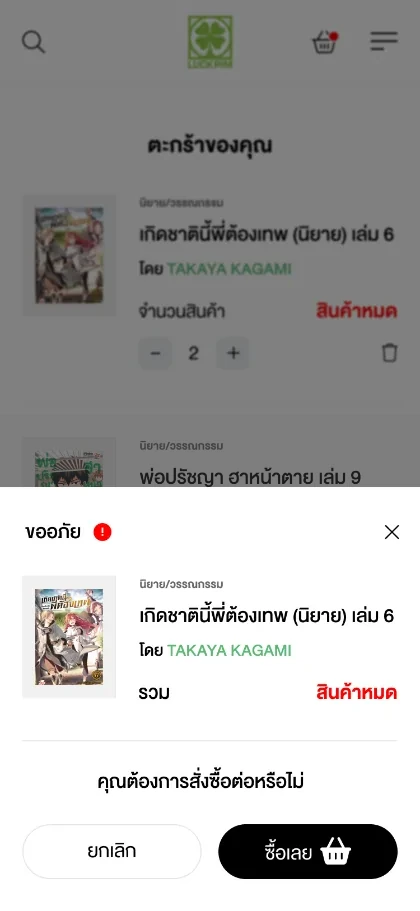 LUCKPIM
ตะกร้าของคุณ
นิยาย/วรรณกรรม
เกิดชาตินี้พี่ต้องเทพ (นิยาย) เล่ม 6
โดย TAKAYA KAGAMI
จำนวนสินค้า
สินค้าหมด
- 2 +
นิยาย/วรรณกรรม
พ่อปรัชญา ฮาหน้าตาย เล่ม 9
ขออภัย !
นิยาย/วรรณกรรม
เกิดชาตินี้พี่ต้องเทพ (นิยาย) เล่ม 6
โดย TAKAYA KAGAMI
รวม
สินค้าหมด
คุณต้องการสั่งซื้อต่อหรือไม่
ยกเลิก
ซื้อเลย